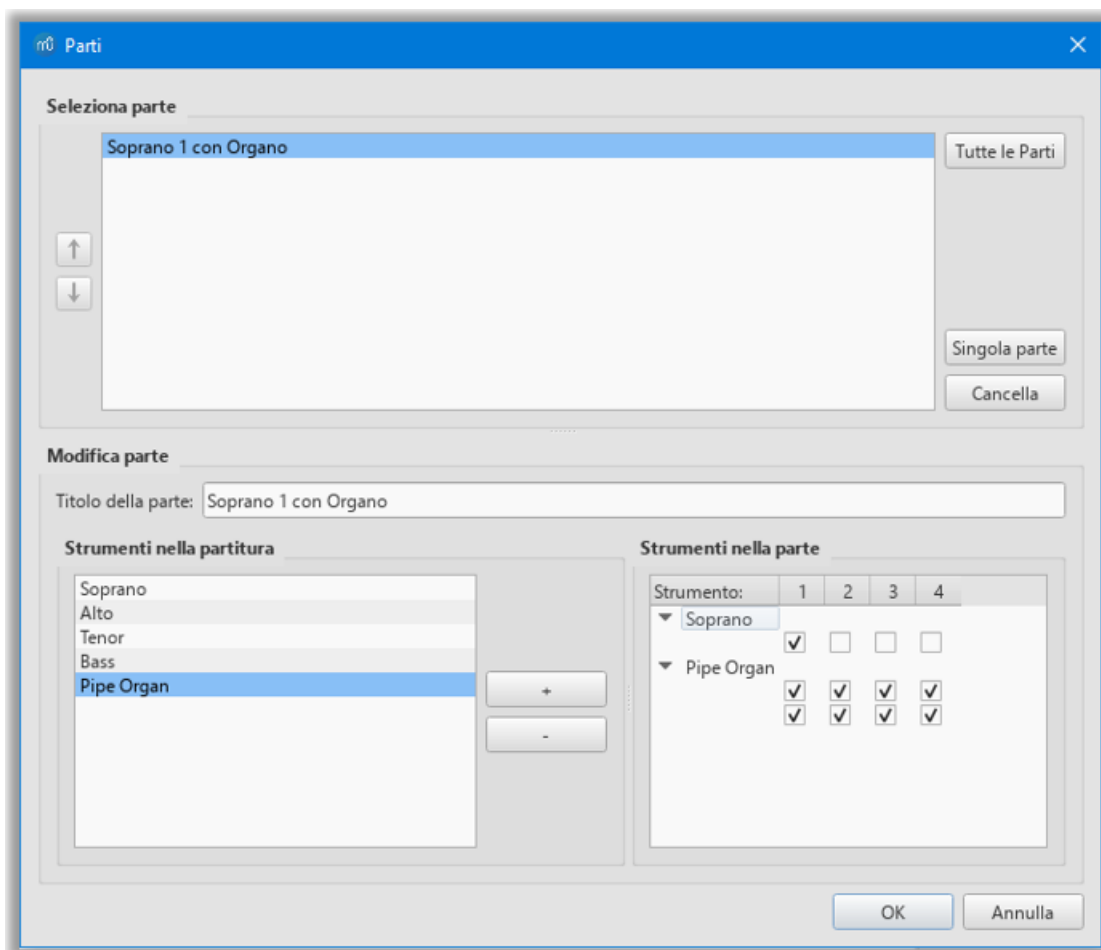 Parti
Seleziona parte
Soprano 1 con Organo
Tutte le Parti
Singola parte
Cancella
Modifica parte
Titolo della parte: Soprano 1 con Organo
Strumenti nella partitura
Soprano
Alto
Tenor
Bass
Pipe Organ
+
-
Strumenti nella parte
Strumento: 1 2 3 4
Soprano
Pipe Organ
OK
Annulla